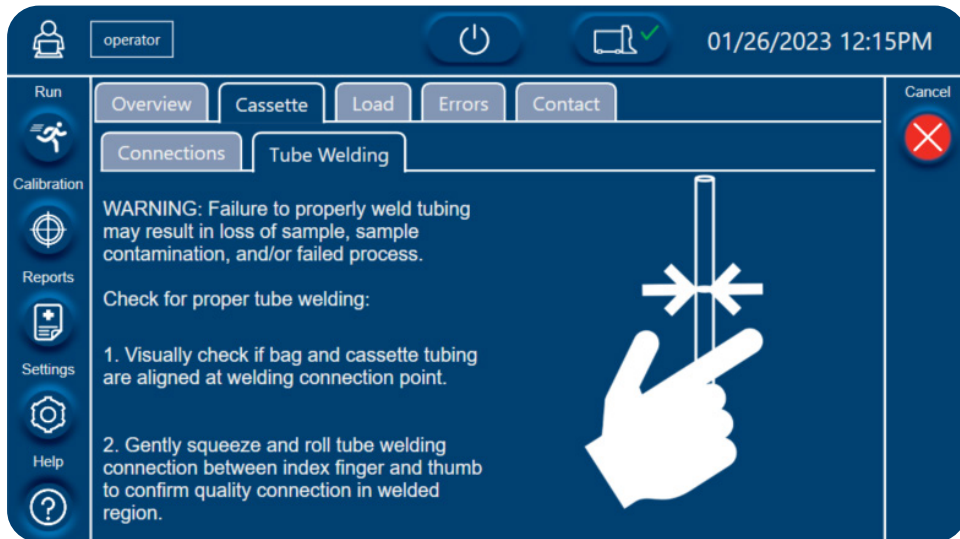 operator
01/26/2023 12:15PM
Run
Calibration
Reports
Settings
Help
Overview
Cassette
Load
Errors
Contact
Connections
Tube Welding
WARNING: Failure to properly weld tubing
may result in loss of sample, sample
contamination, and/or failed process.
Check for proper tube welding:
1. Visually check if bag and cassette tubing
are aligned at welding connection point.
2. Gently squeeze and roll tube welding
connection between index finger and thumb
to confirm quality connection in welded
region.
Cancel